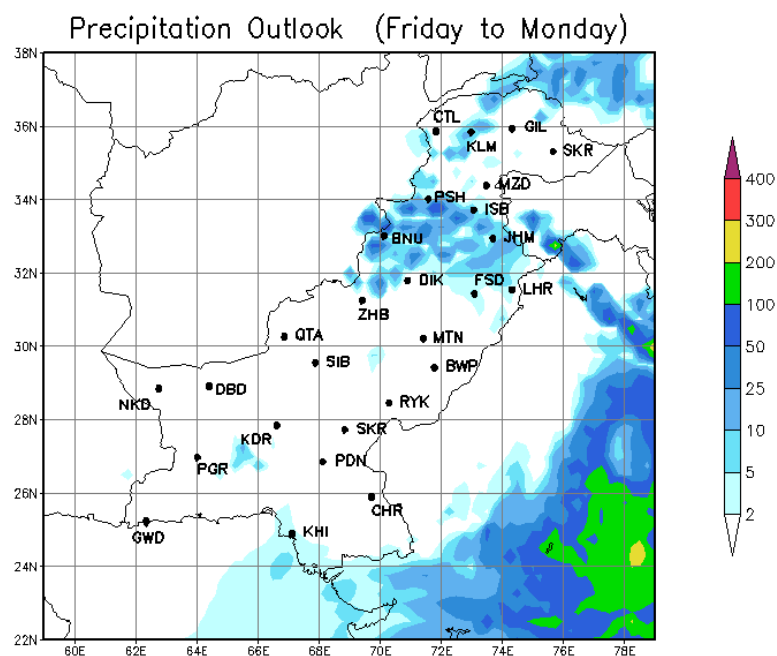 Precipitation Outlook (Friday to Monday)
38N
36N
34N
32N
30N
28N
26N
24N
22N
60E
62E
64E
66E
68E
70E
72E
74E
76E
78E
CTL
KLM
GIL
SKR
MZD
PSH
ISB
BNU
JHM
DIK
FSD
LHR
ZHB
QTA
MTN
SIB
BWP
NKD
DBD
RYK
KDR
SKR
PGR
PDN
CHR
GWD
KHI
400
300
200
100
50
25
10
5
2